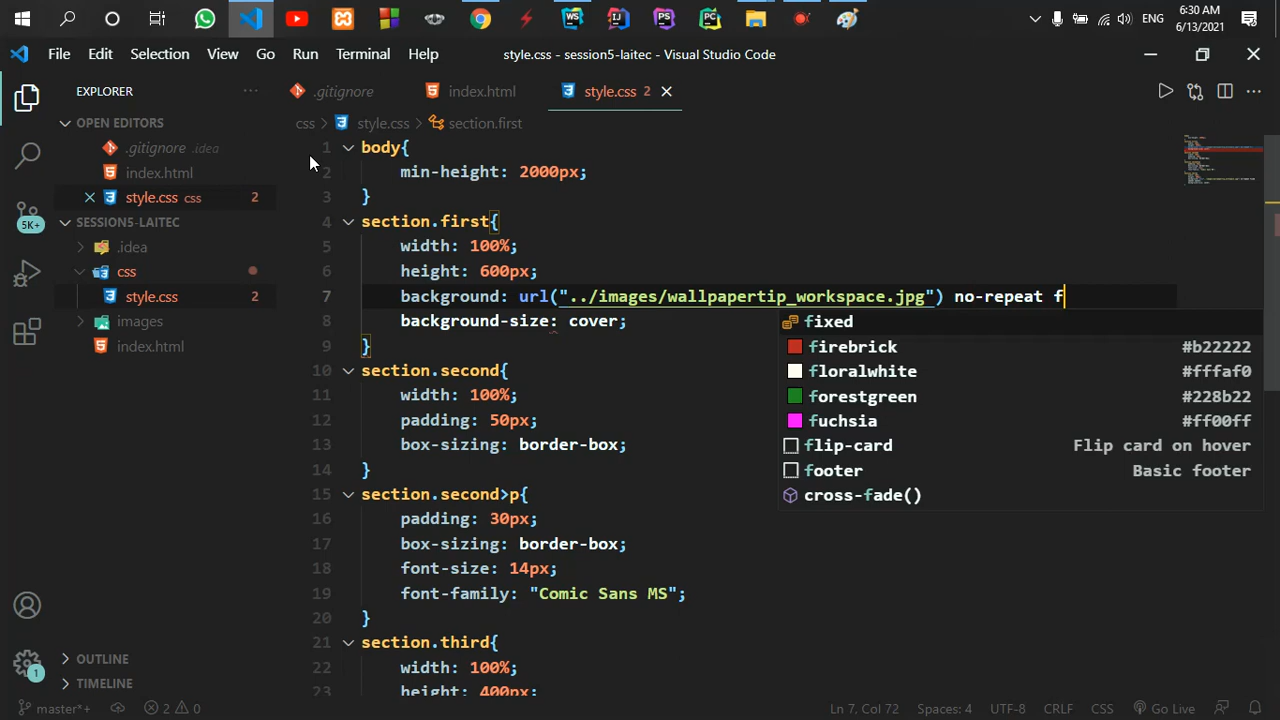 ENG
6:30 AM
6/13/2021
File Edit Selection View Go Run Terminal Help
style.css - session5-laitec - Visual Studio Code
EXPLORER
.gitignore
index.html
style.css 2
OPEN EDITORS
.gitignore .idea
index.html
style.css css 2
SESSION5-LAITEC
.idea
css
style.css 2
images
index.html
OUTLINE
TIMELINE
5K+
1
css > style.css > section.first
1 body{
2 min-height: 2000px;
3 }
4 section.first{
5 width: 100%;
6 height: 600px;
7 background: url("../images/wallpapertip_workspace.jpg") no-repeat f
8 background-size: cover;
9 }
10 section.second{
11 width: 100%;
12 padding: 50px;
13 box-sizing: border-box;
14 }
15 section.second>p{
16 padding: 30px;
17 box-sizing: border-box;
18 font-size: 14px;
19 font-family: "Comic Sans MS";
20 }
21 section.third{
22 width: 100%;
23 height: 400px;
fixed
firebrick #b22222
floralwhite #fffaf0
forestgreen #228b22
fuchsia #ff00ff
flip-card Flip card on hover
footer Basic footer
cross-fade()
master*+ 2 0 Ln 7, Col 72 Spaces: 4 UTF-8 CRLF CSS Go Live